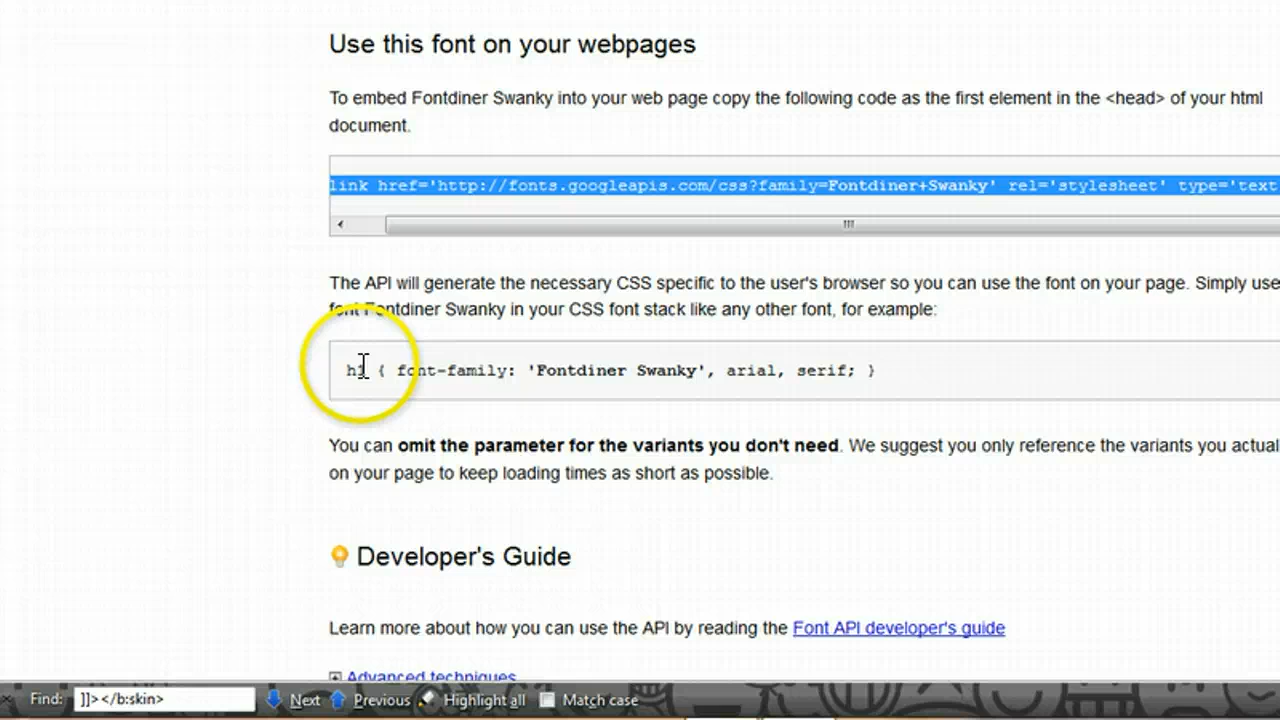 Use this font on your webpages
To embed Fontdiner Swanky into your web page copy the following code as the first element in the <head> of your html
document.
link href='http://fonts.googleapis.com/css?family=Fontdiner+Swanky' rel='stylesheet' type='text
The API will generate the necessary CSS specific to the user's browser so you can use the font on your page. Simply use
font Fontdiner Swanky in your CSS font stack like any other font, for example:
h1 { font-family: 'Fontdiner Swanky', arial, serif; }
You can omit the parameter for the variants you don't need. We suggest you only reference the variants you actual
on your page to keep loading times as short as possible.
Developer's Guide
Learn more about how you can use the API by reading the Font API developer's guide
Advanced techniques
Find: ]]></b:skin> Next Previous Highlight all Match case